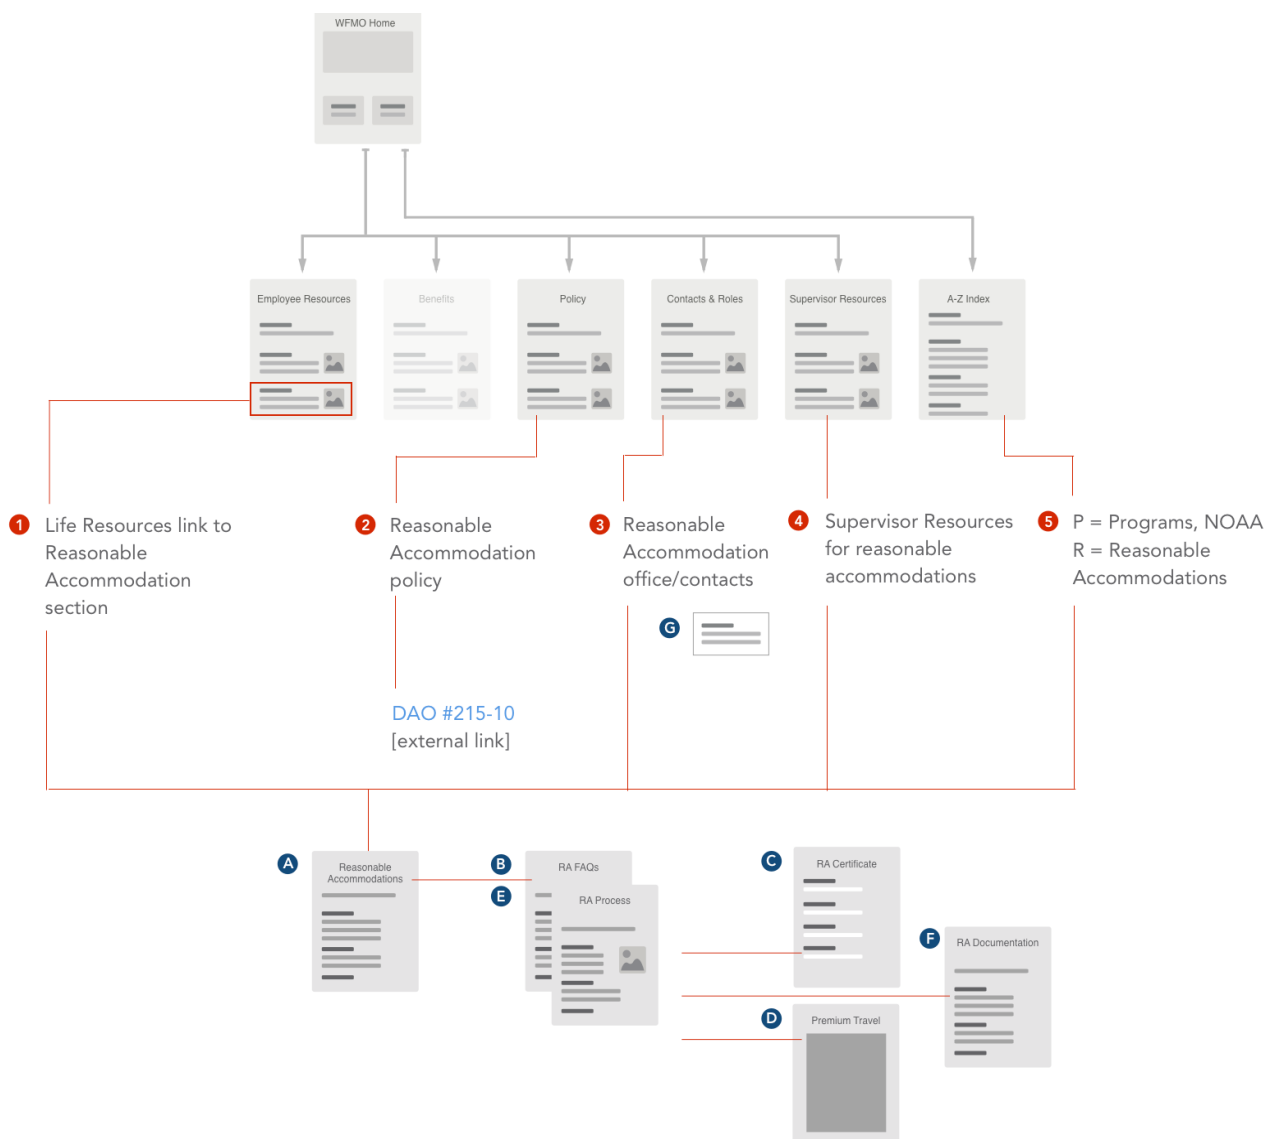 WFMO Home
Employee Resources
Benefits
Policy
Contacts & Roles
Supervisor Resources
A-Z Index
1
Life Resources link to
Reasonable
Accommodation
section
2
Reasonable
Accommodation
policy
DAO #215-10
[external link]
3
Reasonable
Accommodation
office/contacts
G
4
Supervisor Resources
for reasonable
accommodations
5
P = Programs, NOAA
R = Reasonable
Accommodations
A
Reasonable
Accommodations
B
RA FAQs
E
RA Process
C
RA Certificate
F
RA Documentation
D
Premium Travel